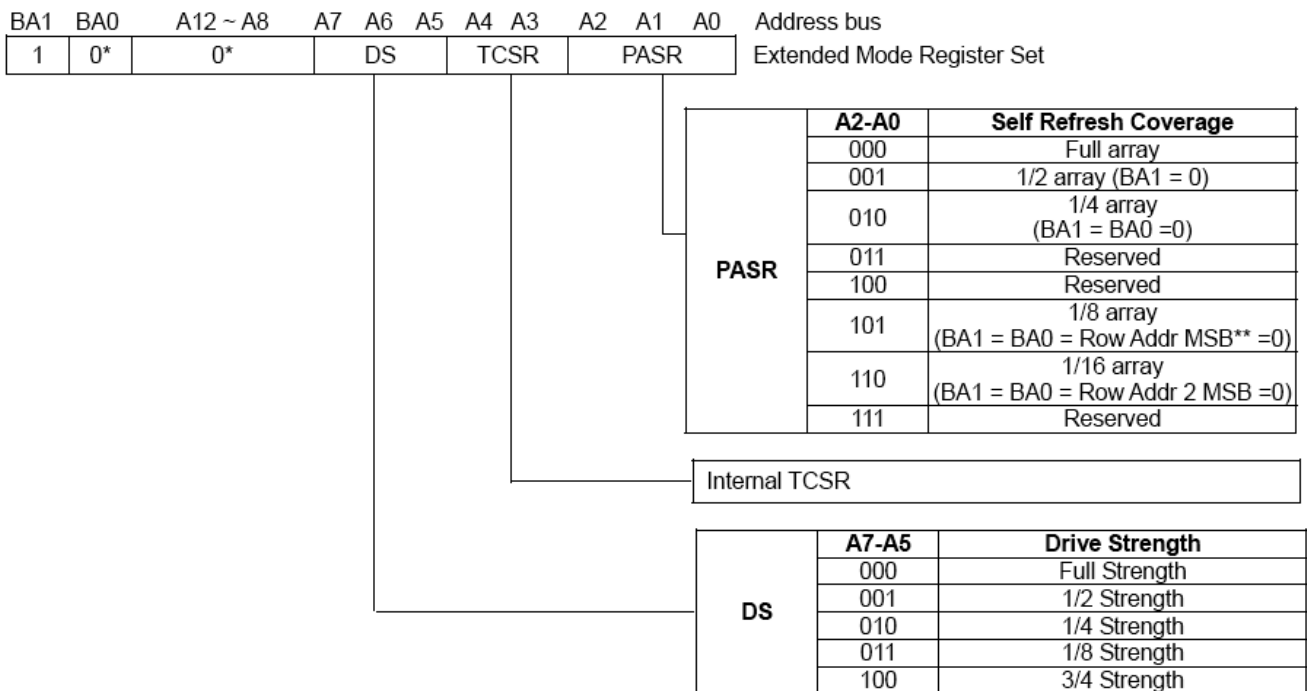 BA1 BA0 A12 ~ A8 A7 A6 A5 A4 A3 A2 A1 A0 Address bus
1 0* 0* DS TCSR PASR Extended Mode Register Set
PASR
A2-A0 Self Refresh Coverage
000 Full array
001 1/2 array (BA1 = 0)
010 1/4 array
(BA1 = BA0 =0)
011 Reserved
100 Reserved
101 1/8 array
(BA1 = BA0 = Row Addr MSB** =0)
110 1/16 array
(BA1 = BA0 = Row Addr 2 MSB =0)
111 Reserved
Internal TCSR
DS
A7-A5 Drive Strength
000 Full Strength
001 1/2 Strength
010 1/4 Strength
011 1/8 Strength
100 3/4 Strength